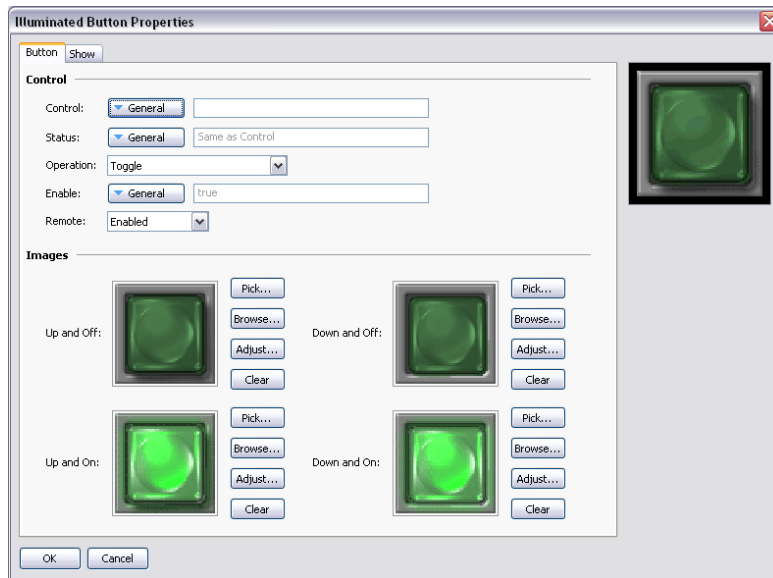 Illuminated Button Properties
Button Show
Control
Control: General
Status: General Same as Control
Operation: Toggle
Enable: General true
Remote: Enabled
Images
Up and Off:
Pick...
Browse...
Adjust...
Clear
Down and Off:
Pick...
Browse...
Adjust...
Clear
Up and On:
Pick...
Browse...
Adjust...
Clear
Down and On:
Pick...
Browse...
Adjust...
Clear
OK Cancel